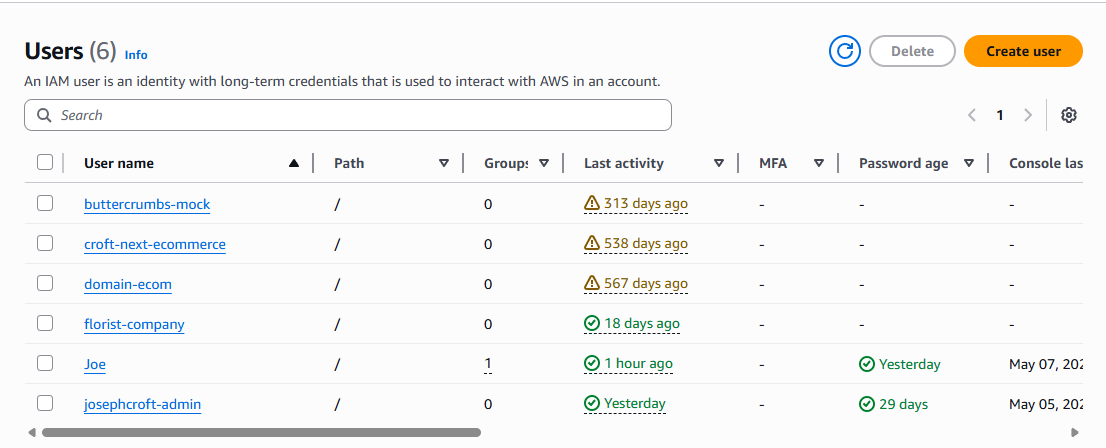 Users (6) Info
Delete
Create user
An IAM user is an identity with long-term credentials that is used to interact with AWS in an account.
Search
1
User name Path Groups Last activity MFA Password age Console las
buttercrumbs-mock / 0 313 days ago - - -
croft-next-ecommerce / 0 538 days ago - - -
domain-ecom / 0 567 days ago - - -
florist-company / 0 18 days ago - - -
Joe / 1 1 hour ago - Yesterday May 07, 202
josephcroft-admin / 0 Yesterday - 29 days May 05, 202